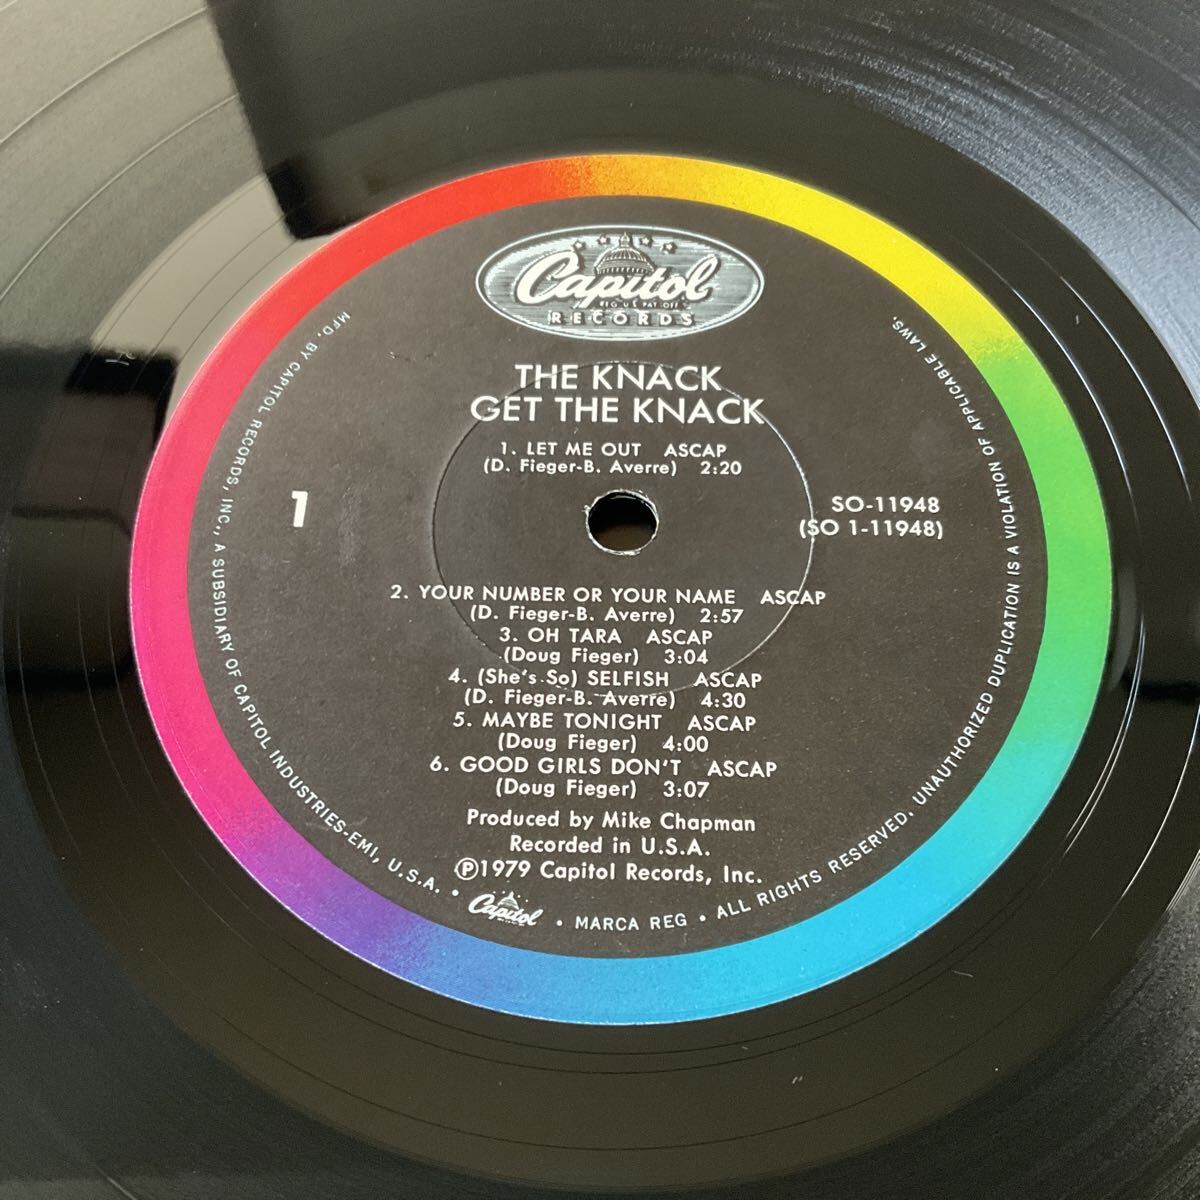 Capitol
REG U.S. PAT. OFF.
RECORDS
THE KNACK
GET THE KNACK
1. LET ME OUT ASCAP
(D. Fieger-B. Averre) 2:20
1
SO-11948
(SO 1-11948)
2. YOUR NUMBER OR YOUR NAME ASCAP
(D. Fieger-B. Averre) 2:57
3. OH TARA ASCAP
(Doug Fieger) 3:04
4. (She's So) SELFISH ASCAP
(D. Fieger-B. Averre) 4:30
5. MAYBE TONIGHT ASCAP
(Doug Fieger) 4:00
6. GOOD GIRLS DON'T ASCAP
(Doug Fieger) 3:07
Produced by Mike Chapman
Recorded in U.S.A.
Ⓟ1979 Capitol Records, Inc.
MFD. BY CAPITOL RECORDS, INC., A SUBSIDIARY OF CAPITOL INDUSTRIES-EMI, U.S.A. • Capitol • MARCA REG • ALL RIGHTS RESERVED. UNAUTHORIZED DUPLICATION IS A VIOLATION OF APPLICABLE LAWS.